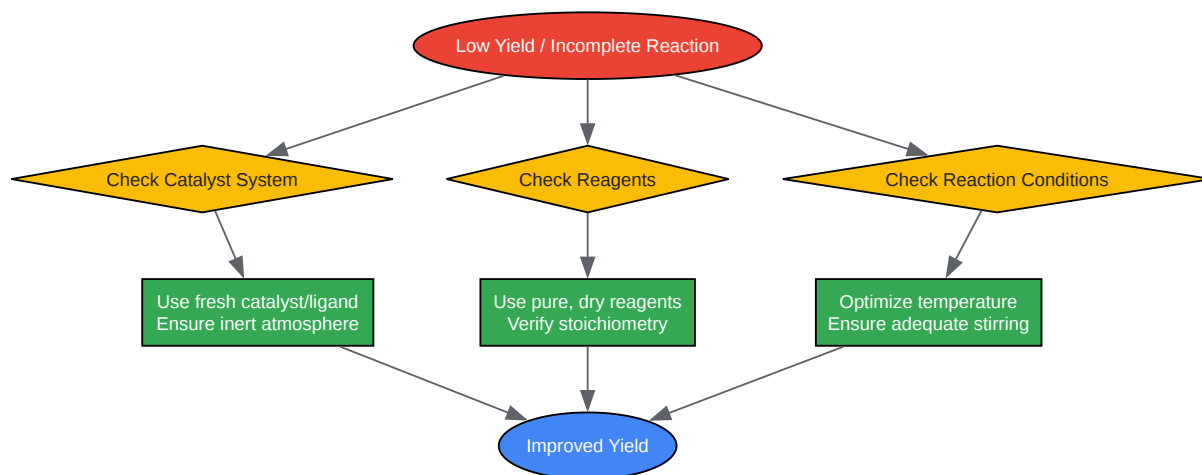 Low Yield / Incomplete Reaction
Check Catalyst System
Check Reagents
Check Reaction Conditions
Use fresh catalyst/ligand
Ensure inert atmosphere
Use pure, dry reagents
Verify stoichiometry
Optimize temperature
Ensure adequate stirring
Improved Yield